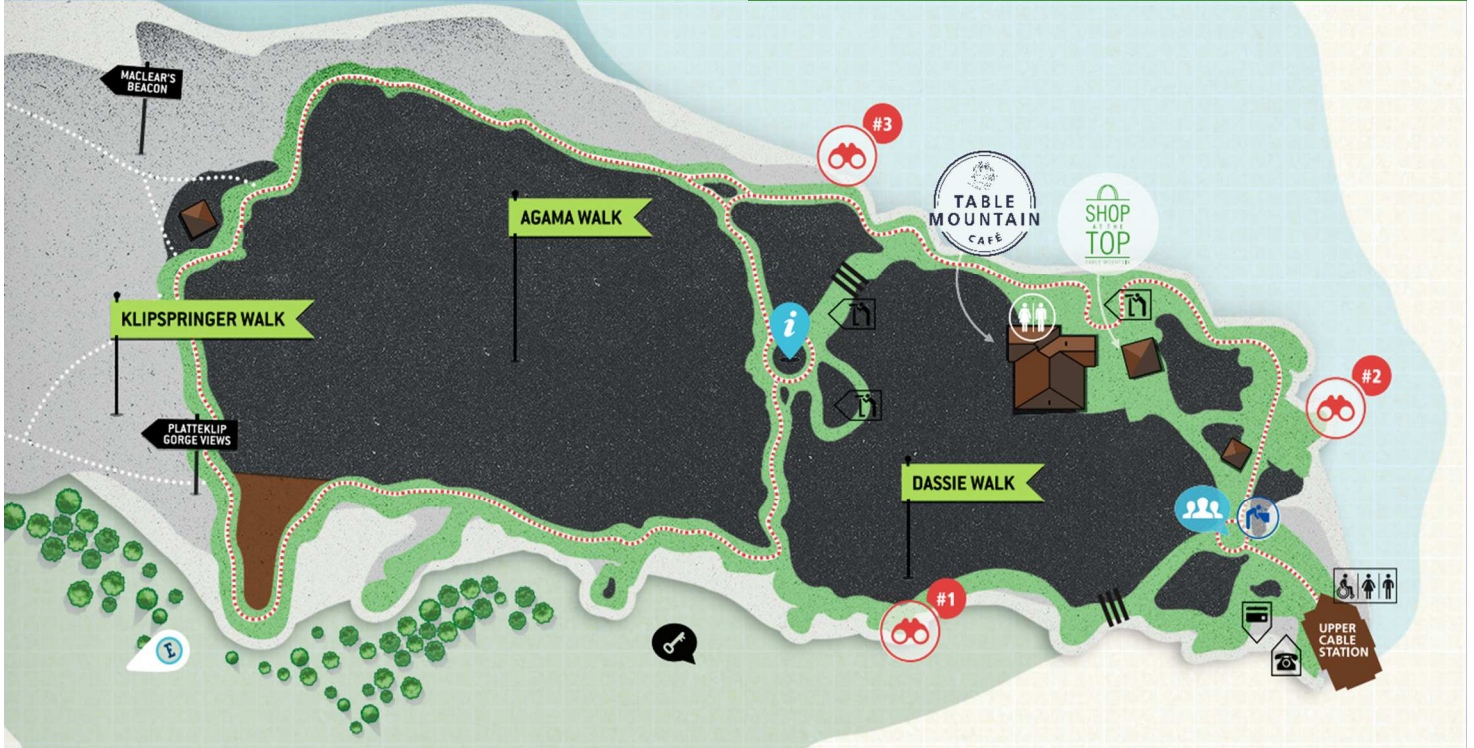 MACLEAR'S
BEACON
#3
TABLE
MOUNTAIN
CAFÉ
SHOP
AT THE
TOP
AGAMA WALK
KLIPSPRINGER WALK
i
#2
PLATTEKLIP
GORGE VIEWS
DASSIE WALK
#1
UPPER
CABLE
STATION